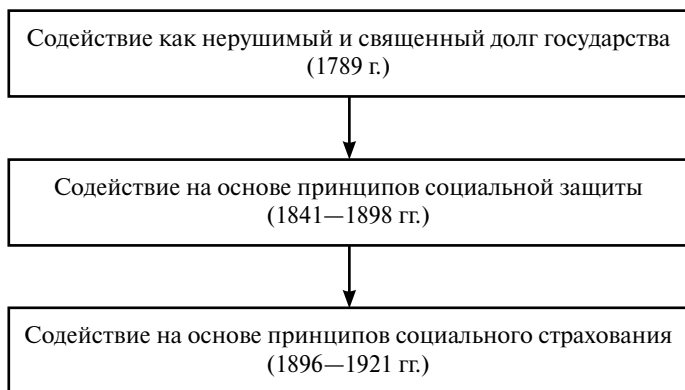 Содействие как нерушимый и священный долг государства
(1789 г.)
Содействие на основе принципов социальной защиты
(1841—1898 гг.)
Содействие на основе принципов социального страхования
(1896—1921 гг.)